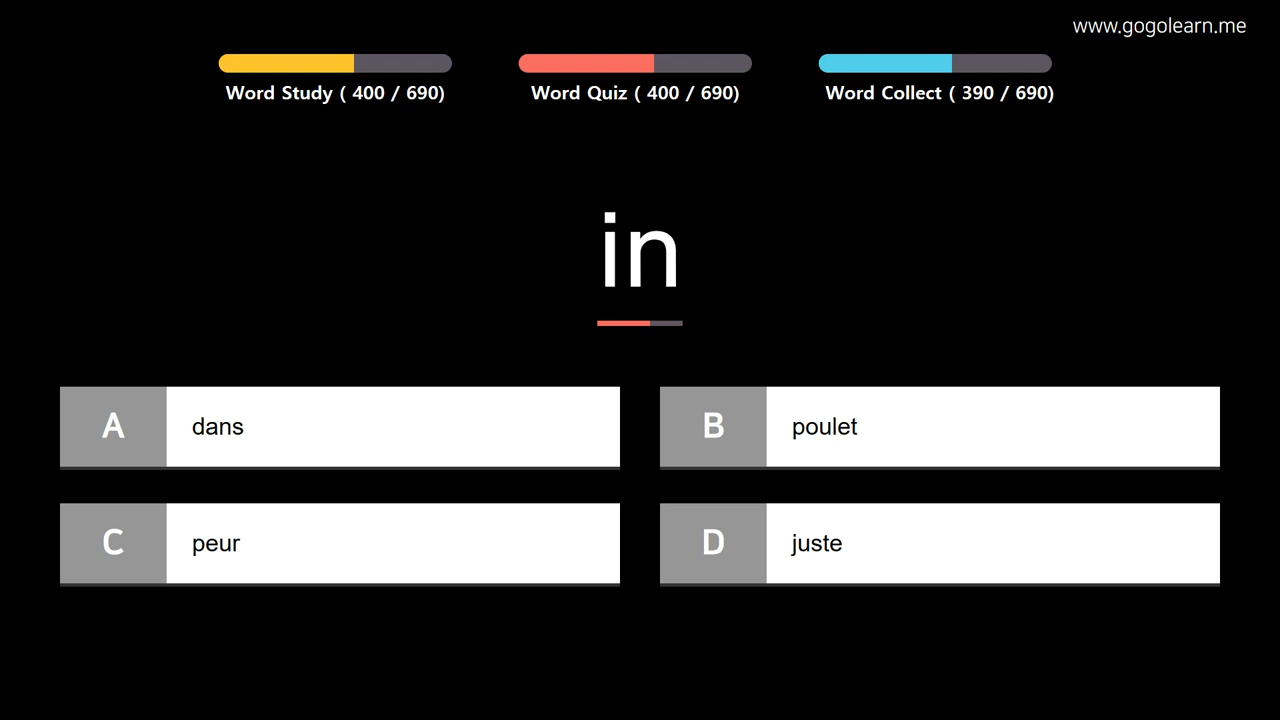 www.gogolearn.me
Word Study ( 400 / 690)
Word Quiz ( 400 / 690)
Word Collect ( 390 / 690)
in
A dans
B poulet
C peur
D juste